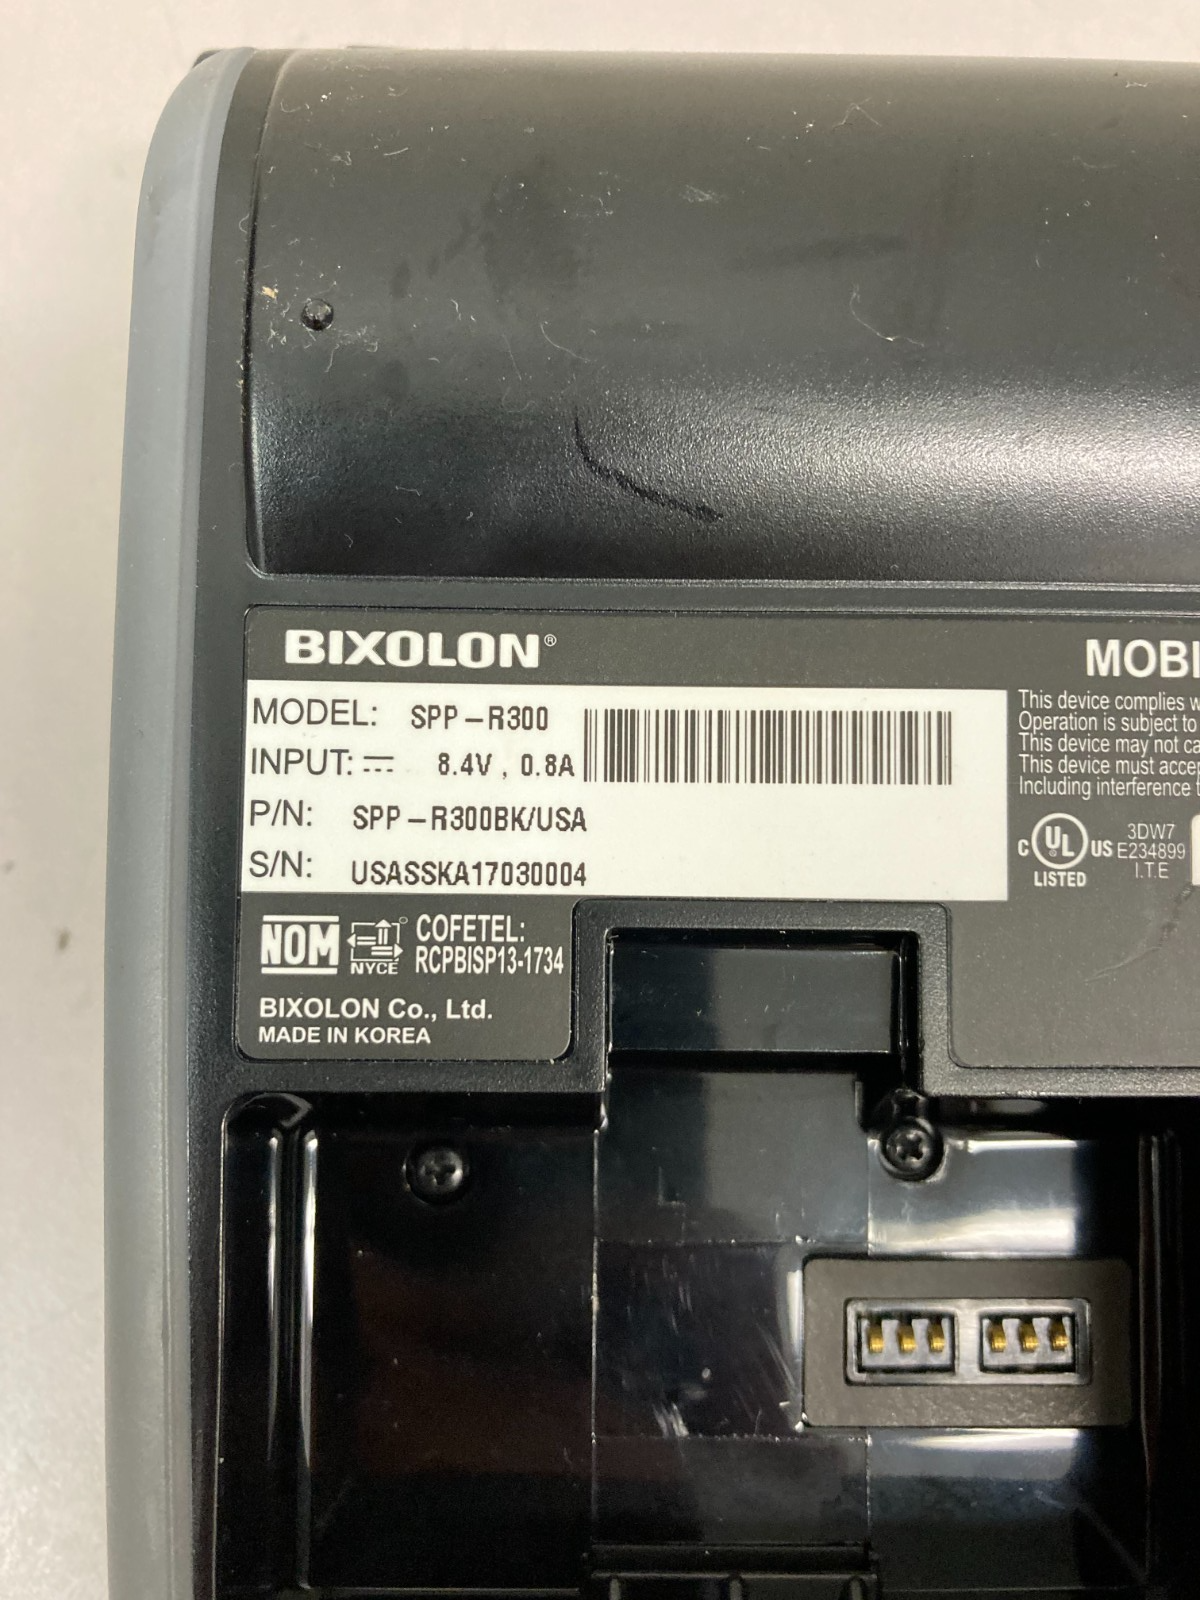 BIXOLON®
MOBI
MODEL: SPP-R300
INPUT: 8.4V, 0.8A
P/N: SPP-R300BK/USA
S/N: USASSKA17030004
This device complies w
Operation is subject to
This device may not ca
This device must accep
Including interference t
C UL US
LISTED
3DW7
E234899
I.T.E
NOM
NYCE
COFETEL:
RCPBISP13-1734
BIXOLON Co., Ltd.
MADE IN KOREA